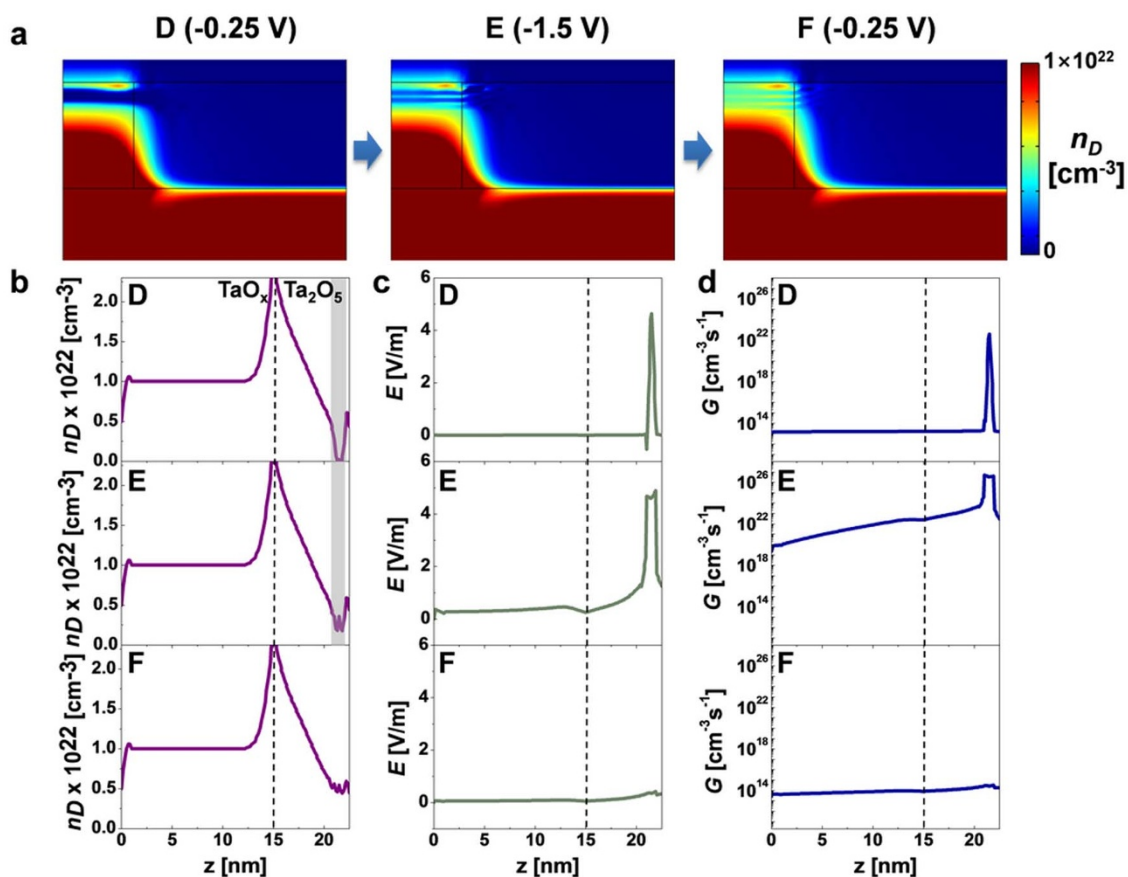 a
D (-0.25 V)
E (-1.5 V)
F (-0.25 V)
1×10²²
n_D
[cm⁻³]
0
b
D
TaOₓ
Ta₂O₅
nD x 10²² [cm⁻³]
2.0
1.5
1.0
0.5
0.0
E
nD x 10²² [cm⁻³]
2.0
1.5
1.0
0.5
0.0
F
nD x 10²² [cm⁻³]
2.0
1.5
1.0
0.5
0.0
0 5 10 15 20
z [nm]
c
D
E [V/m]
6
4
2
0
E
E [V/m]
6
4
2
0
F
E [V/m]
6
4
2
0
0 5 10 15 20
z [nm]
d
D
G [cm⁻³s⁻¹]
10²⁶
10²²
10¹⁸
10¹⁴
E
G [cm⁻³s⁻¹]
10²⁶
10²²
10¹⁸
10¹⁴
F
G [cm⁻³s⁻¹]
10²⁶
10²²
10¹⁸
10¹⁴
0 5 10 15 20
z [nm]